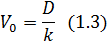 V₀ = D/k (1.3)